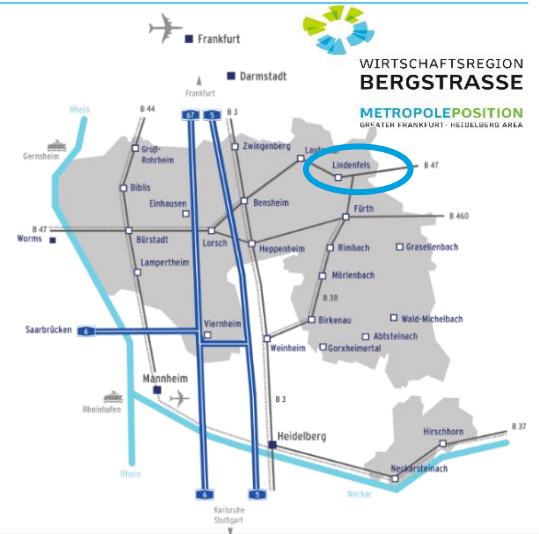 Frankfurt
WIRTSCHAFTSREGION
BERGSTRASSE
METROPOLEPOSITION
GREATER FRANKFURT - HEIDELBERG AREA
Darmstadt
Frankfurt
Rhein
B 44
67
5
B 3
Gernsheim
Groß-
Rohrheim
Zwingenberg
Lindenfels
B 47
Biblis
Einhausen
Bensheim
Fürth
B 460
B 47
Worms
Bürstadt
Lorsch
Heppenheim
Rimbach
Grasellenbach
Lampertheim
Mörlenbach
B 38
Saarbrücken
6
Viernheim
Birkenau
Wald-Michelbach
Weinheim
Gorxheimertal
Abtsteinach
Mannheim
Rheinhafen
B 3
Heidelberg
Hirschhorn
B 37
Rhein
Neckarsteinach
6
5
Neckar
Karlsruhe
Stuttgart